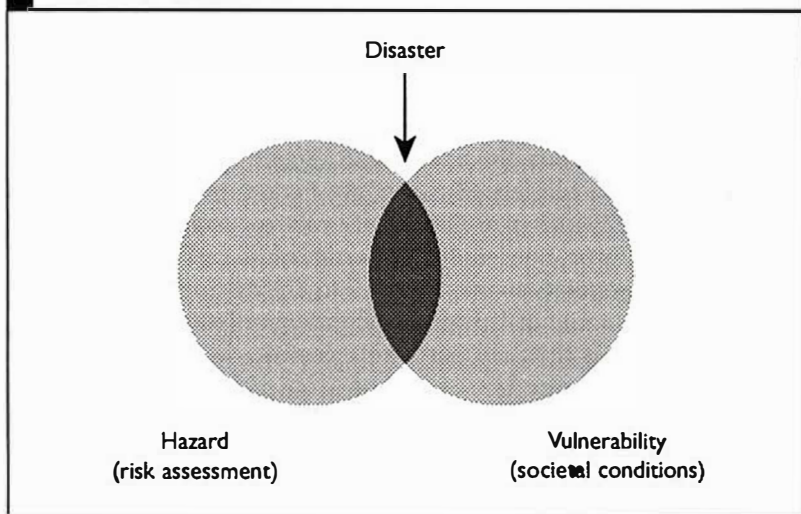 Disaster
Hazard
(risk assessment)
Vulnerability
(societal conditions)